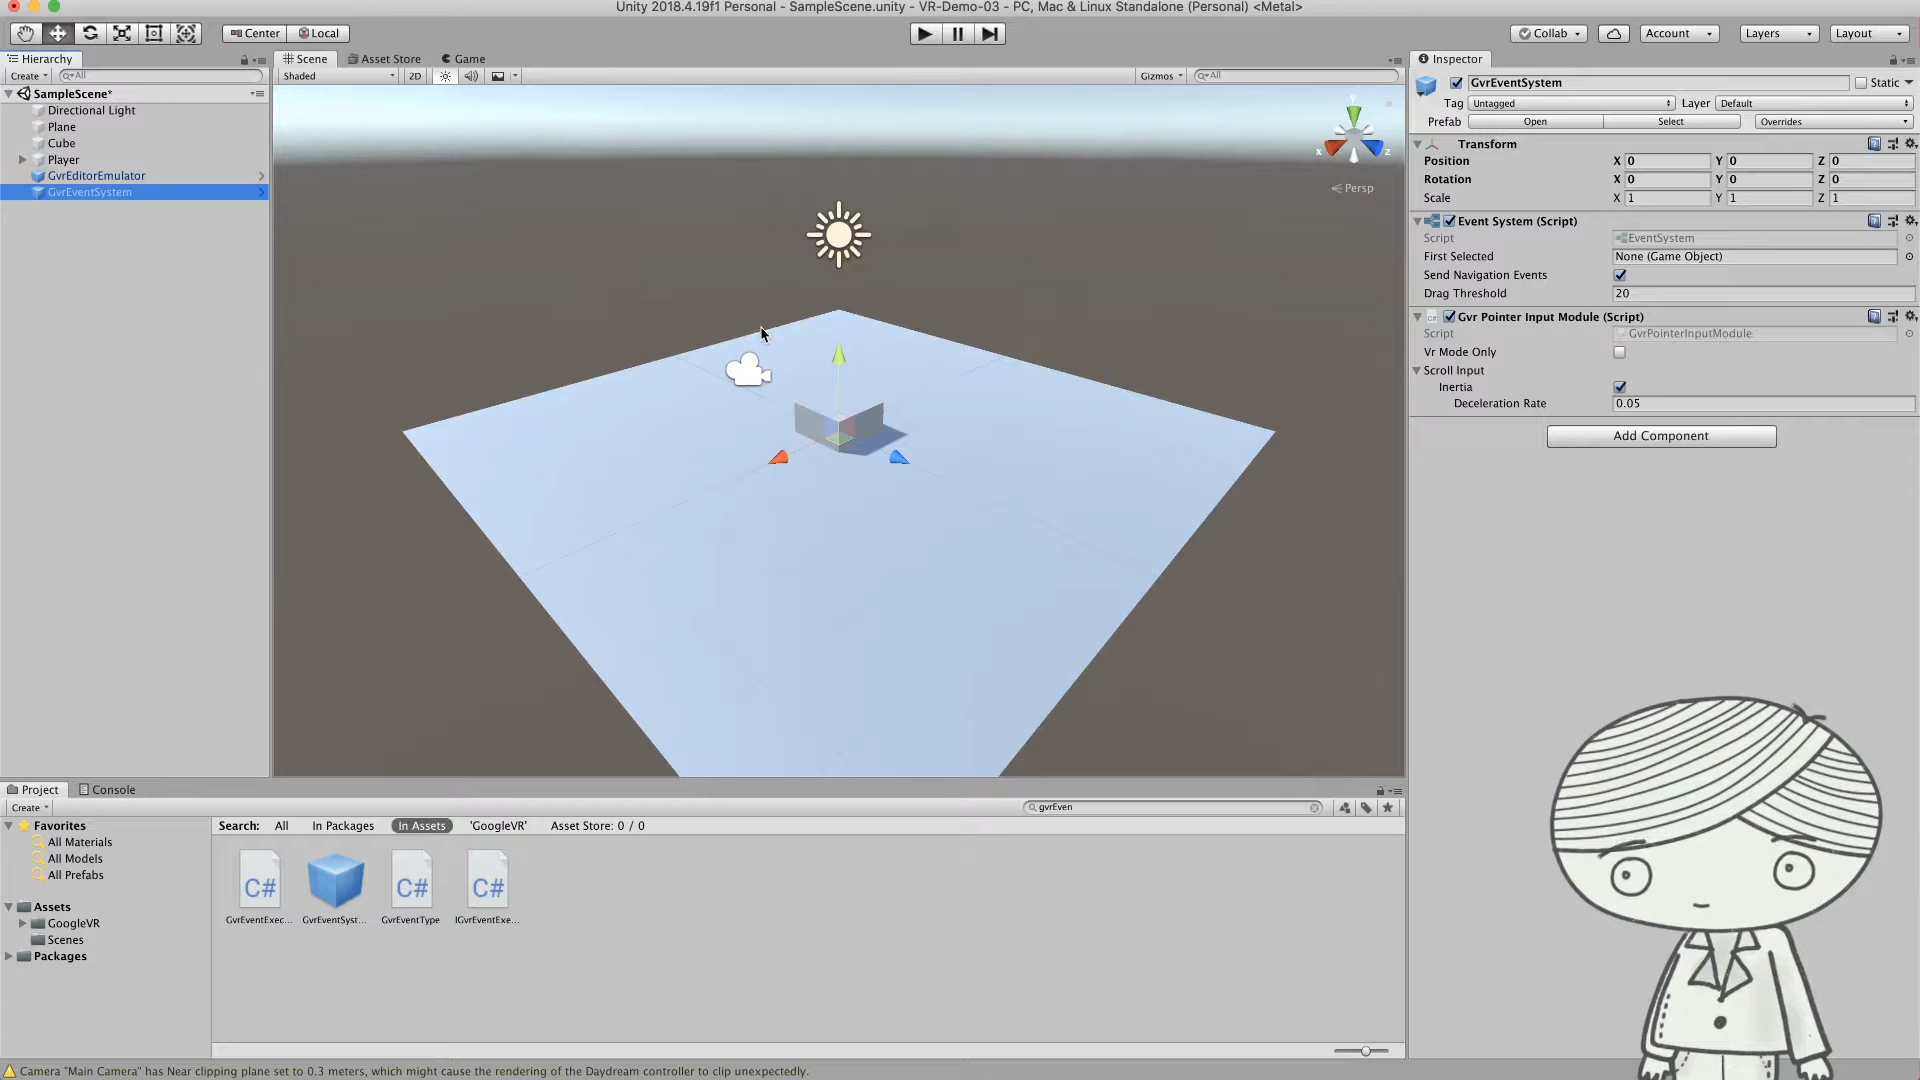 Unity 2018.4.19f1 Personal - SampleScene.unity - VR-Demo-03 - PC, Mac & Linux Standalone (Personal) <Metal>
Center Local Collab Account Layers Layout
Hierarchy Scene Asset Store Game Inspector
Create All Shaded 2D Gizmos All
SampleScene* GvrEventSystem Static
Directional Light
Tag Untagged Layer Default
Plane
Prefab Open Select Overrides
Cube
Transform
Player
Position X 0 Y 0 Z 0
GvrEditorEmulator
Rotation X 0 Y 0 Z 0
GvrEventSystem
Scale X 1 Y 1 Z 1
Y
x
z
Persp
Event System (Script)
Script EventSystem
First Selected None (Game Object)
Send Navigation Events
Drag Threshold 20
Gvr Pointer Input Module (Script)
Script GvrPointerInputModule
Vr Mode Only
Scroll Input
Inertia
Deceleration Rate 0.05
Add Component
Project Console
Create gvrEven
Favorites Search: All In Packages In Assets 'GoogleVR' Asset Store: 0 / 0
All Materials
All Models
All Prefabs
C# C# C#
Assets
GvrEventExec... GvrEventSyst... GvrEventType IGvrEventExe...
GoogleVR
Scenes
Packages
Camera "Main Camera" has Near clipping plane set to 0.3 meters, which might cause the rendering of the Daydream controller to clip unexpectedly.